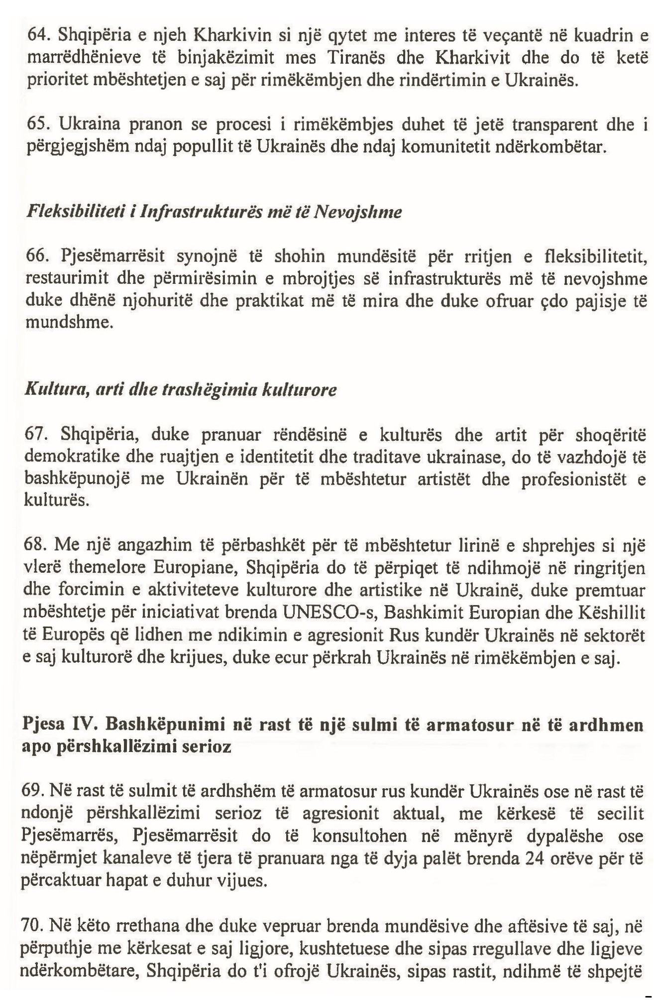 64. Shqipëria e njeh Kharkivin si një qytet me interes të veçantë në kuadrin e
marrëdhënieve të binjakëzimit mes Tiranës dhe Kharkivit dhe do të ketë
prioritet mbështetjen e saj për rimëkëmbjen dhe rindërtimin e Ukrainës.
65. Ukraina pranon se procesi i rimëkëmbjes duhet të jetë transparent dhe i
përgjegjshëm ndaj popullit të Ukrainës dhe ndaj komunitetit ndërkombëtar.
Fleksibiliteti i Infrastrukturës më të Nevojshme
66. Pjesëmarrësit synojnë të shohin mundësitë për rritjen e fleksibilitetit,
restaurimit dhe përmirësimin e mbrojtjes së infrastrukturës më të nevojshme
duke dhënë njohuritë dhe praktikat më të mira dhe duke ofruar çdo pajisje të
mundshme.
Kultura, arti dhe trashëgimia kulturore
67. Shqipëria, duke pranuar rëndësinë e kulturës dhe artit për shoqëritë
demokratike dhe ruajtjen e identitetit dhe traditave ukrainase, do të vazhdojë të
bashkëpunojë me Ukrainën për të mbështetur artistët dhe profesionistët e
kulturës.
68. Me një angazhim të përbashkët për të mbështetur lirinë e shprehjes si një
vlerë themelore Europiane, Shqipëria do të përpiqet të ndihmojë në ringritjen
dhe forcimin e aktiviteteve kulturore dhe artistike në Ukrainë, duke premtuar
mbështetje për iniciativat brenda UNESCO-s, Bashkimit Europian dhe Këshillit
të Europës që lidhen me ndikimin e agresionit Rus kundër Ukrainës në sektorët
e saj kulturorë dhe krijues, duke ecur përkrah Ukrainës në rimëkëmbjen e saj.
Pjesa IV. Bashkëpunimi në rast të një sulmi të armatosur në të ardhmen
apo përshkallëzimi serioz
69. Në rast të sulmit të ardhshëm të armatosur rus kundër Ukrainës ose në rast të
ndonjë përshkallëzimi serioz të agresionit aktual, me kërkesë të secilit
Pjesëmarrës, Pjesëmarrësit do të konsultohen në mënyrë dypalëshe ose
nëpërmjet kanaleve të tjera të pranuara nga të dyja palët brenda 24 orëve për të
përcaktuar hapat e duhur vijues.
70. Në këto rrethana dhe duke vepruar brenda mundësive dhe aftësive të saj, në
përputhje me kërkesat e saj ligjore, kushtetuese dhe sipas rregullave dhe ligjeve
ndërkombëtare, Shqipëria do t'i ofrojë Ukrainës, sipas rastit, ndihmë të shpejtë